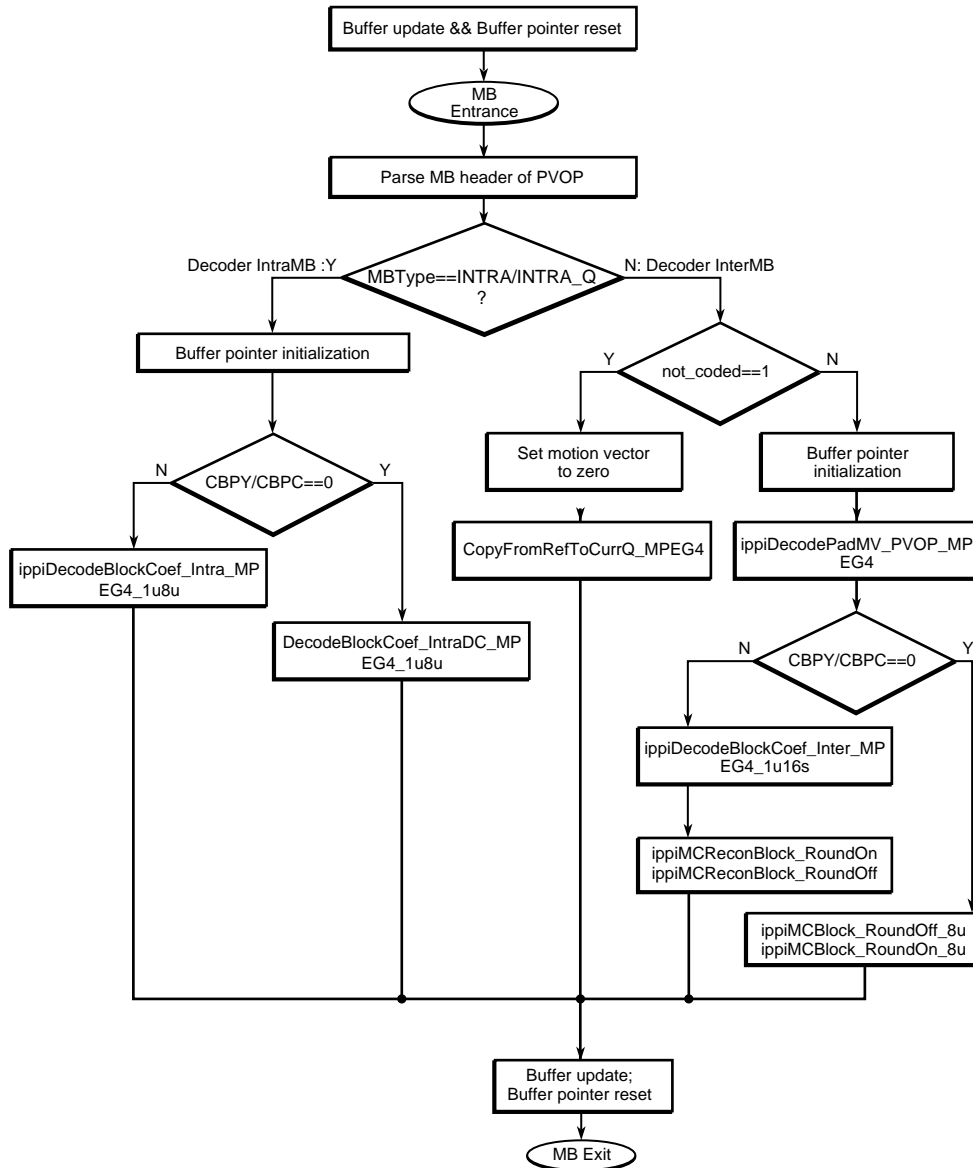 Buffer update && Buffer pointer reset
MB
Entrance
Parse MB header of PVOP
Decoder IntraMB :Y
MBType==INTRA/INTRA_Q
?
N: Decoder InterMB
Buffer pointer initialization
Y
not_coded==1
N
Set motion vector
to zero
Buffer pointer
initialization
N
CBPY/CBPC==0
Y
CopyFromRefToCurrQ_MPEG4
ippiDecodePadMV_PVOP_MP
EG4
ippiDecodeBlockCoef_Intra_MP
EG4_1u8u
DecodeBlockCoef_IntraDC_MP
EG4_1u8u
N
CBPY/CBPC==0
Y
ippiDecodeBlockCoef_Inter_MP
EG4_1u16s
ippiMCReconBlock_RoundOn
ippiMCReconBlock_RoundOff
ippiMCBlock_RoundOff_8u
ippiMCBlock_RoundOn_8u
Buffer update;
Buffer pointer reset
MB Exit